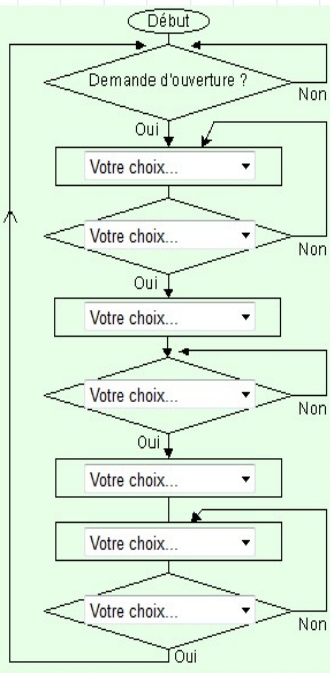 Début
Demande d'ouverture ?
Non
Oui
Votre choix...
Votre choix...
Non
Oui
Votre choix...
Votre choix...
Non
Oui
Votre choix...
Votre choix...
Votre choix...
Non
Oui